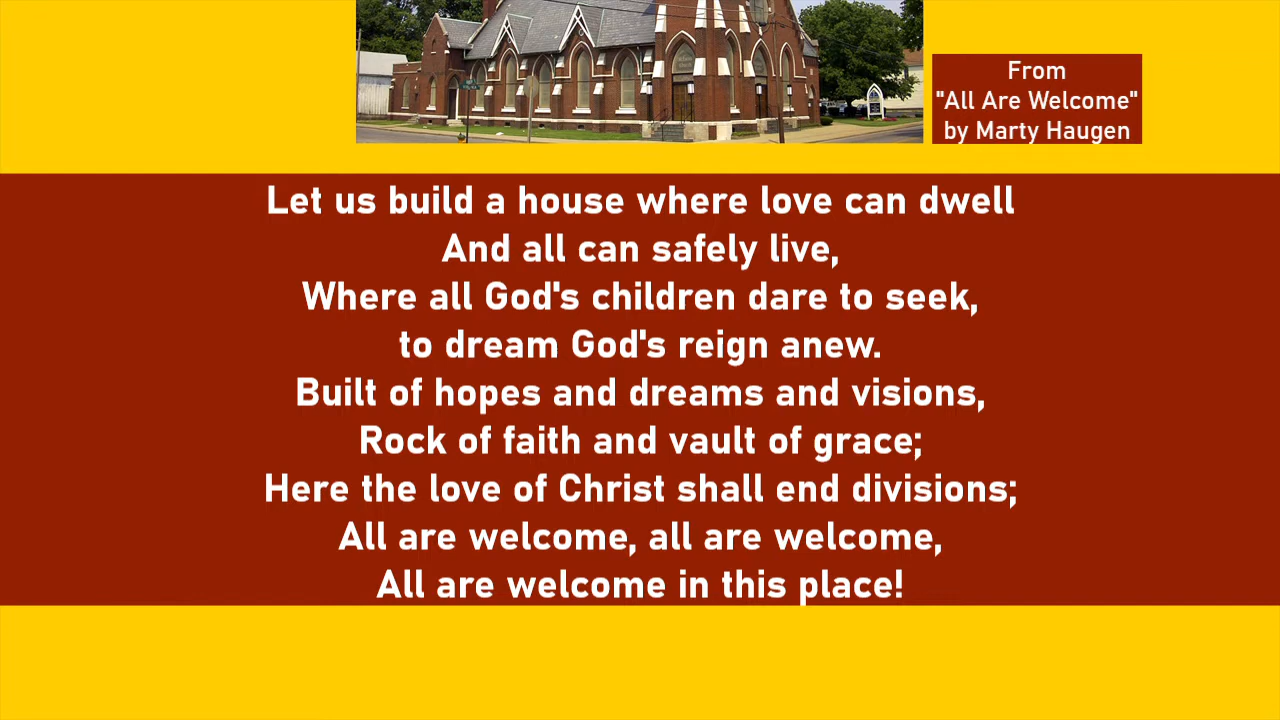 From
"All Are Welcome"
by Marty Haugen
Let us build a house where love can dwell
And all can safely live,
Where all God's children dare to seek,
to dream God's reign anew.
Built of hopes and dreams and visions,
Rock of faith and vault of grace;
Here the love of Christ shall end divisions;
All are welcome, all are welcome,
All are welcome in this place!